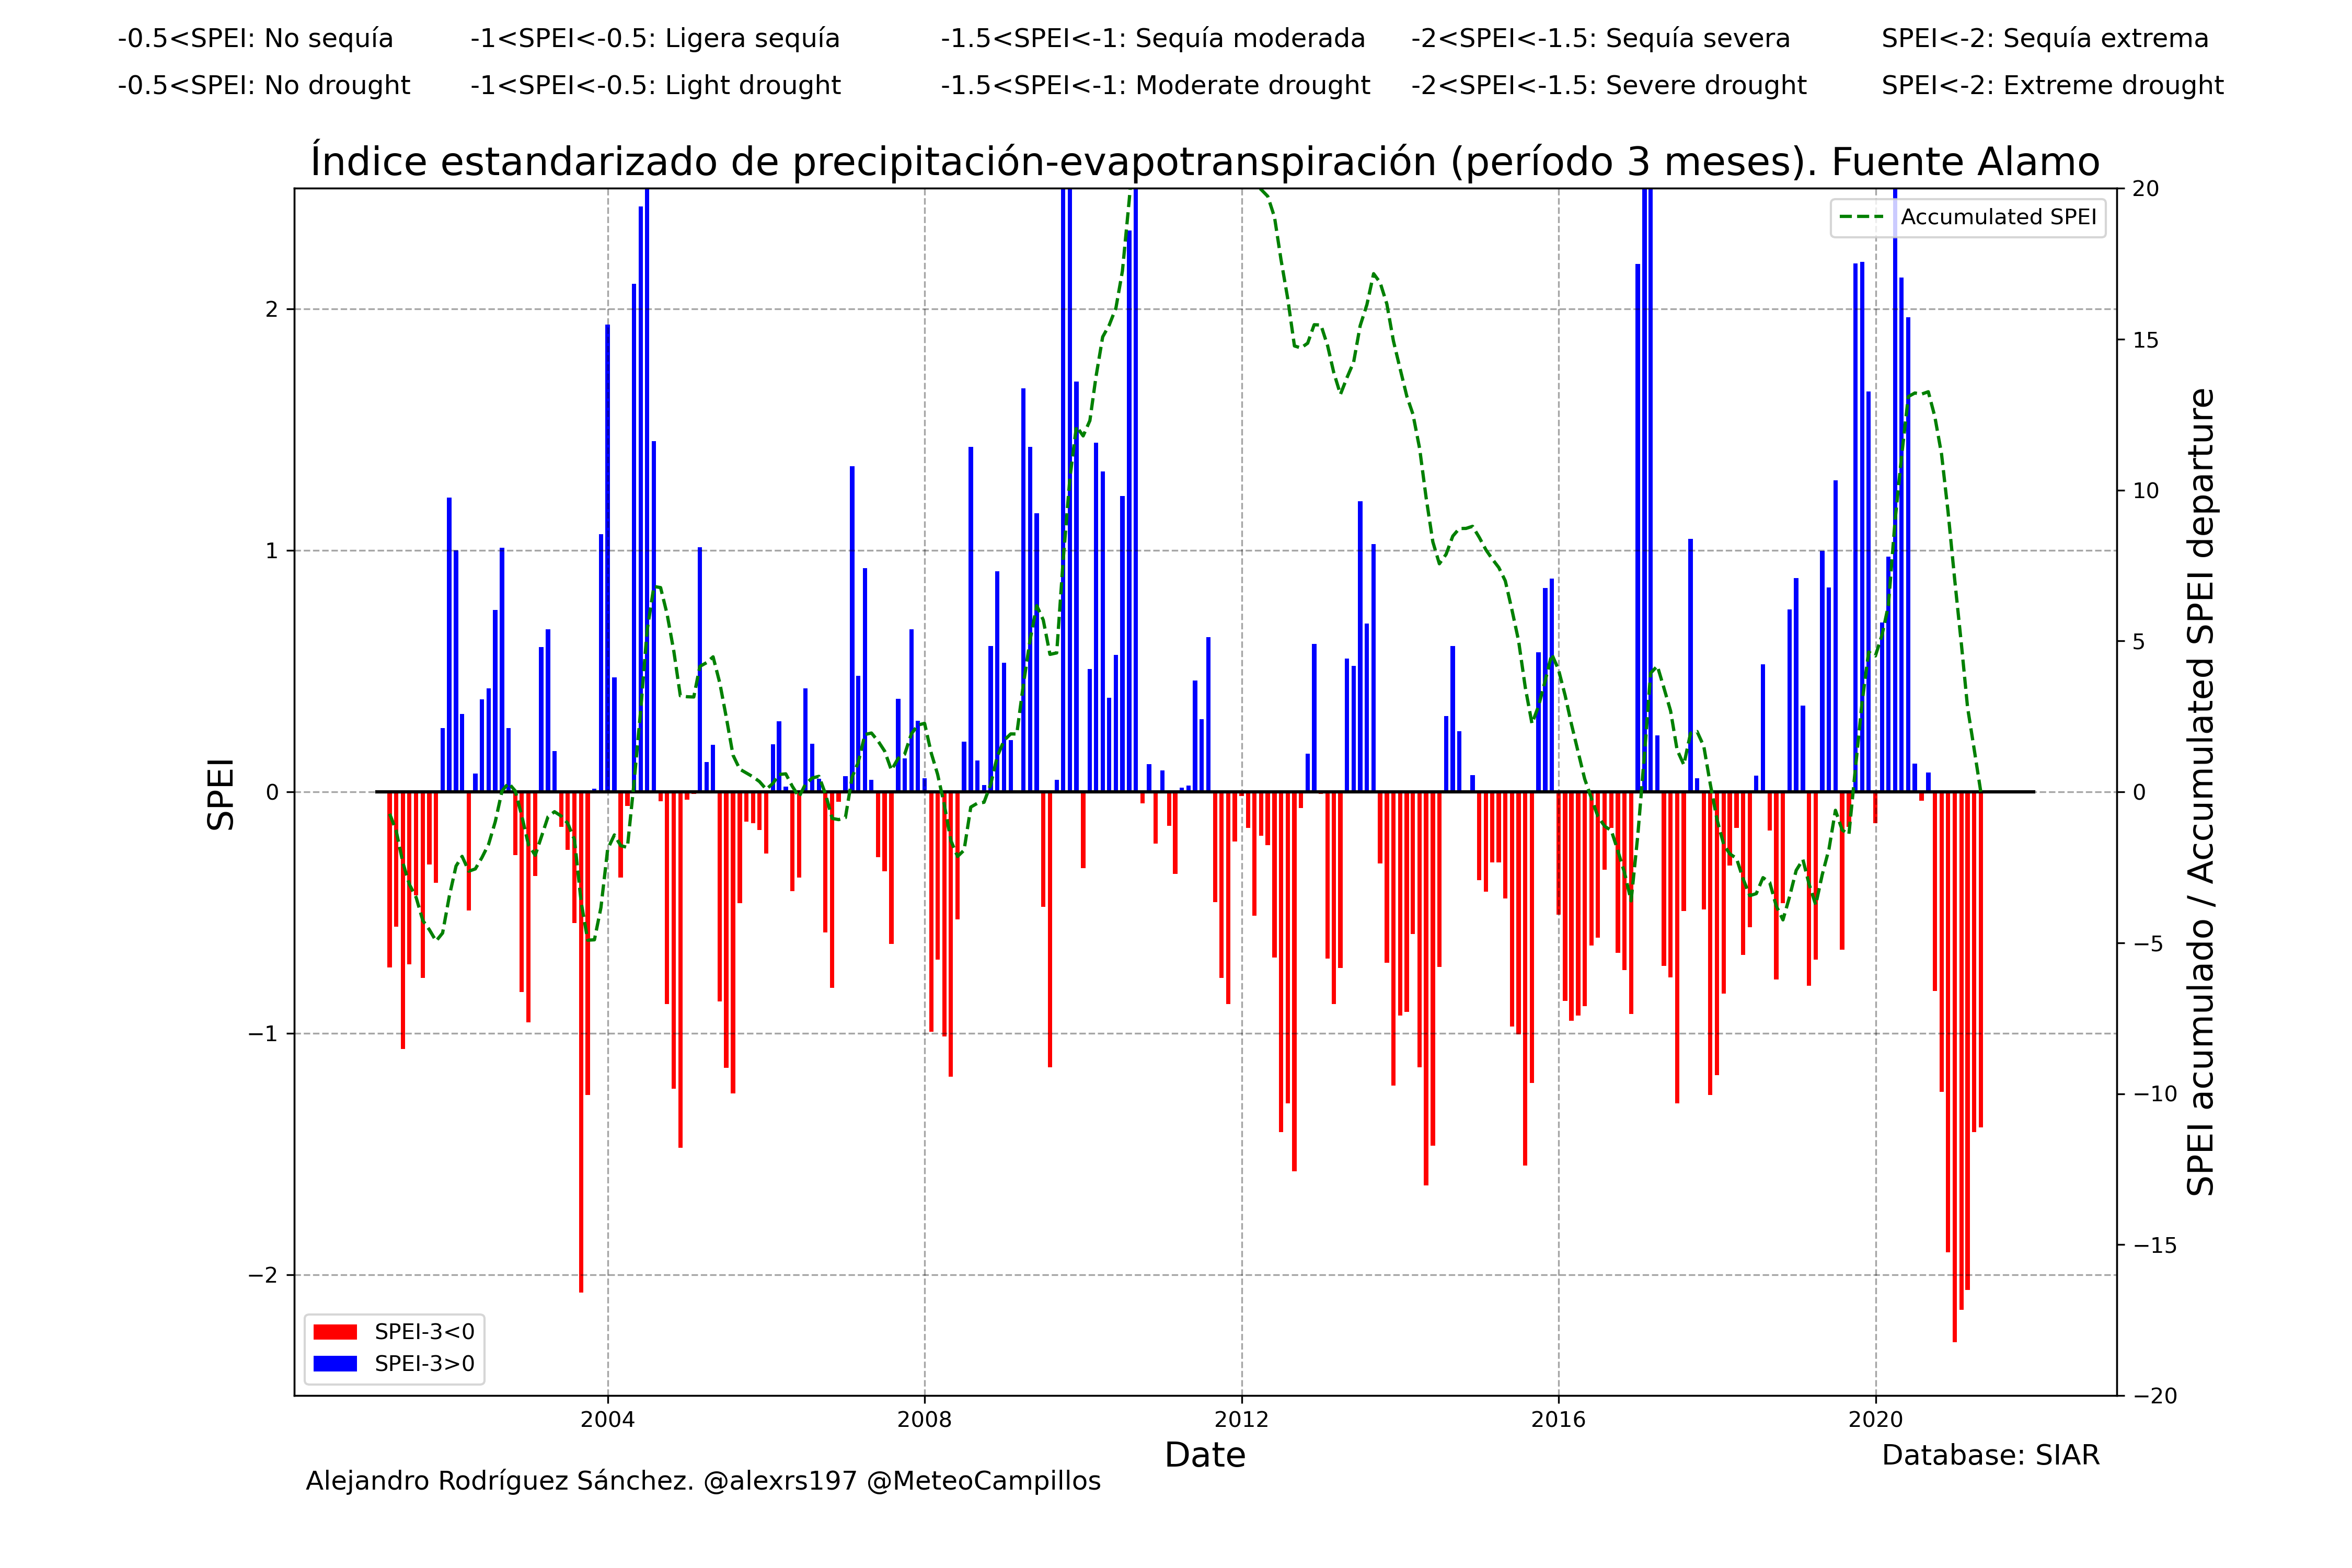 -0.5<SPEI: No sequía -1<SPEI<-0.5: Ligera sequía -1.5<SPEI<-1: Sequía moderada -2<SPEI<-1.5: Sequía severa SPEI<-2: Sequía extrema
-0.5<SPEI: No drought -1<SPEI<-0.5: Light drought -1.5<SPEI<-1: Moderate drought -2<SPEI<-1.5: Severe drought SPEI<-2: Extreme drought
Índice estandarizado de precipitación-evapotranspiración (período 3 meses). Fuente Alamo
Accumulated SPEI
SPEI
2
1
0
−1
−2
20
15
10
5
0
−5
−10
−15
−20
SPEI acumulado / Accumulated SPEI departure
SPEI-3<0
SPEI-3>0
2004 2008 2012 2016 2020
Date
Database: SIAR
Alejandro Rodríguez Sánchez. @alexrs197 @MeteoCampillos